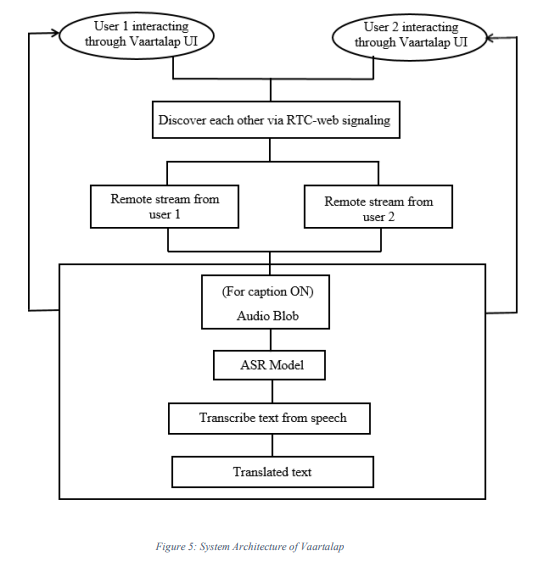 User 1 interacting
through Vaartalap UI
User 2 interacting
through Vaartalap UI
Discover each other via RTC-web signaling
Remote stream from
user 1
Remote stream from
user 2
(For caption ON)
Audio Blob
ASR Model
Transcribe text from speech
Translated text
Figure 5: System Architecture of Vaartalap